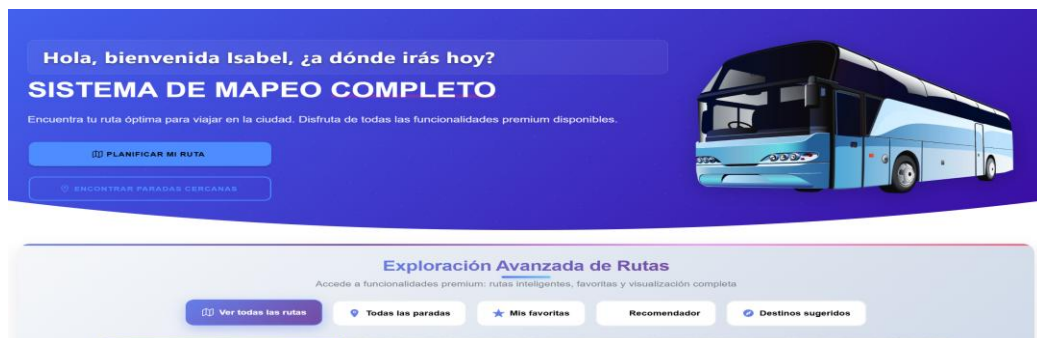 Hola, bienvenida Isabel, ¿a dónde irás hoy?
SISTEMA DE MAPEO COMPLETO
Encuentra tu ruta óptima para viajar en la ciudad. Disfruta de todas las funcionalidades premium disponibles.
PLANIFICAR MI RUTA
ENCONTRAR PARADAS CERCANAS
Exploración Avanzada de Rutas
Accede a funcionalidades premium: rutas inteligentes, favoritas y visualización completa
Ver todas las rutas
Todas las paradas
Mis favoritas
Recomendador
Destinos sugeridos